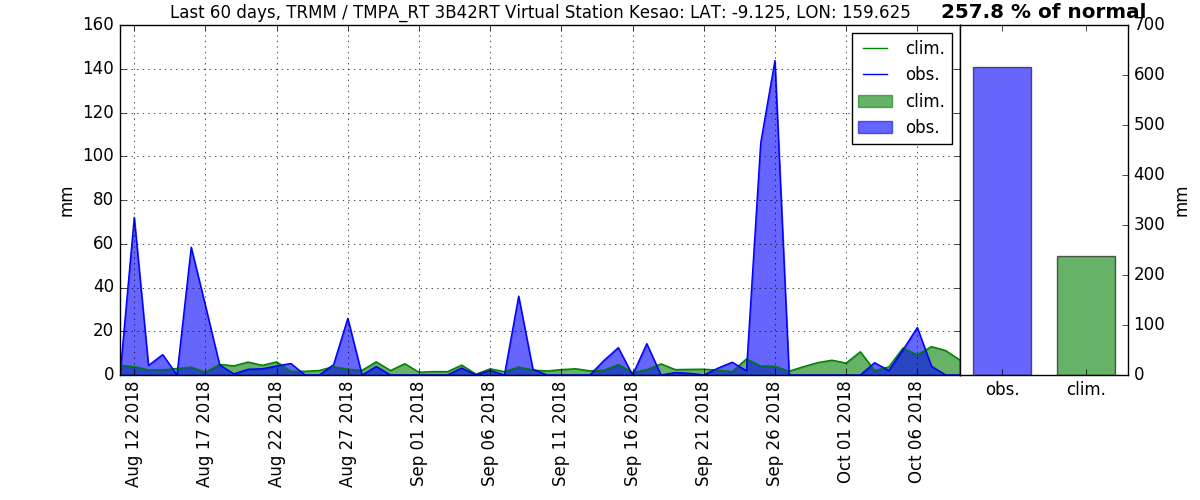 Last 60 days, TRMM / TMPA_RT 3B42RT Virtual Station Kesao: LAT: -9.125, LON: 159.625
257.8 % of normal
160
140
120
100
80
60
40
20
0
mm
clim.
obs.
clim.
obs.
Aug 12 2018
Aug 17 2018
Aug 22 2018
Aug 27 2018
Sep 01 2018
Sep 06 2018
Sep 11 2018
Sep 16 2018
Sep 21 2018
Sep 26 2018
Oct 01 2018
Oct 06 2018
700
600
500
400
300
200
100
0
mm
obs.
clim.